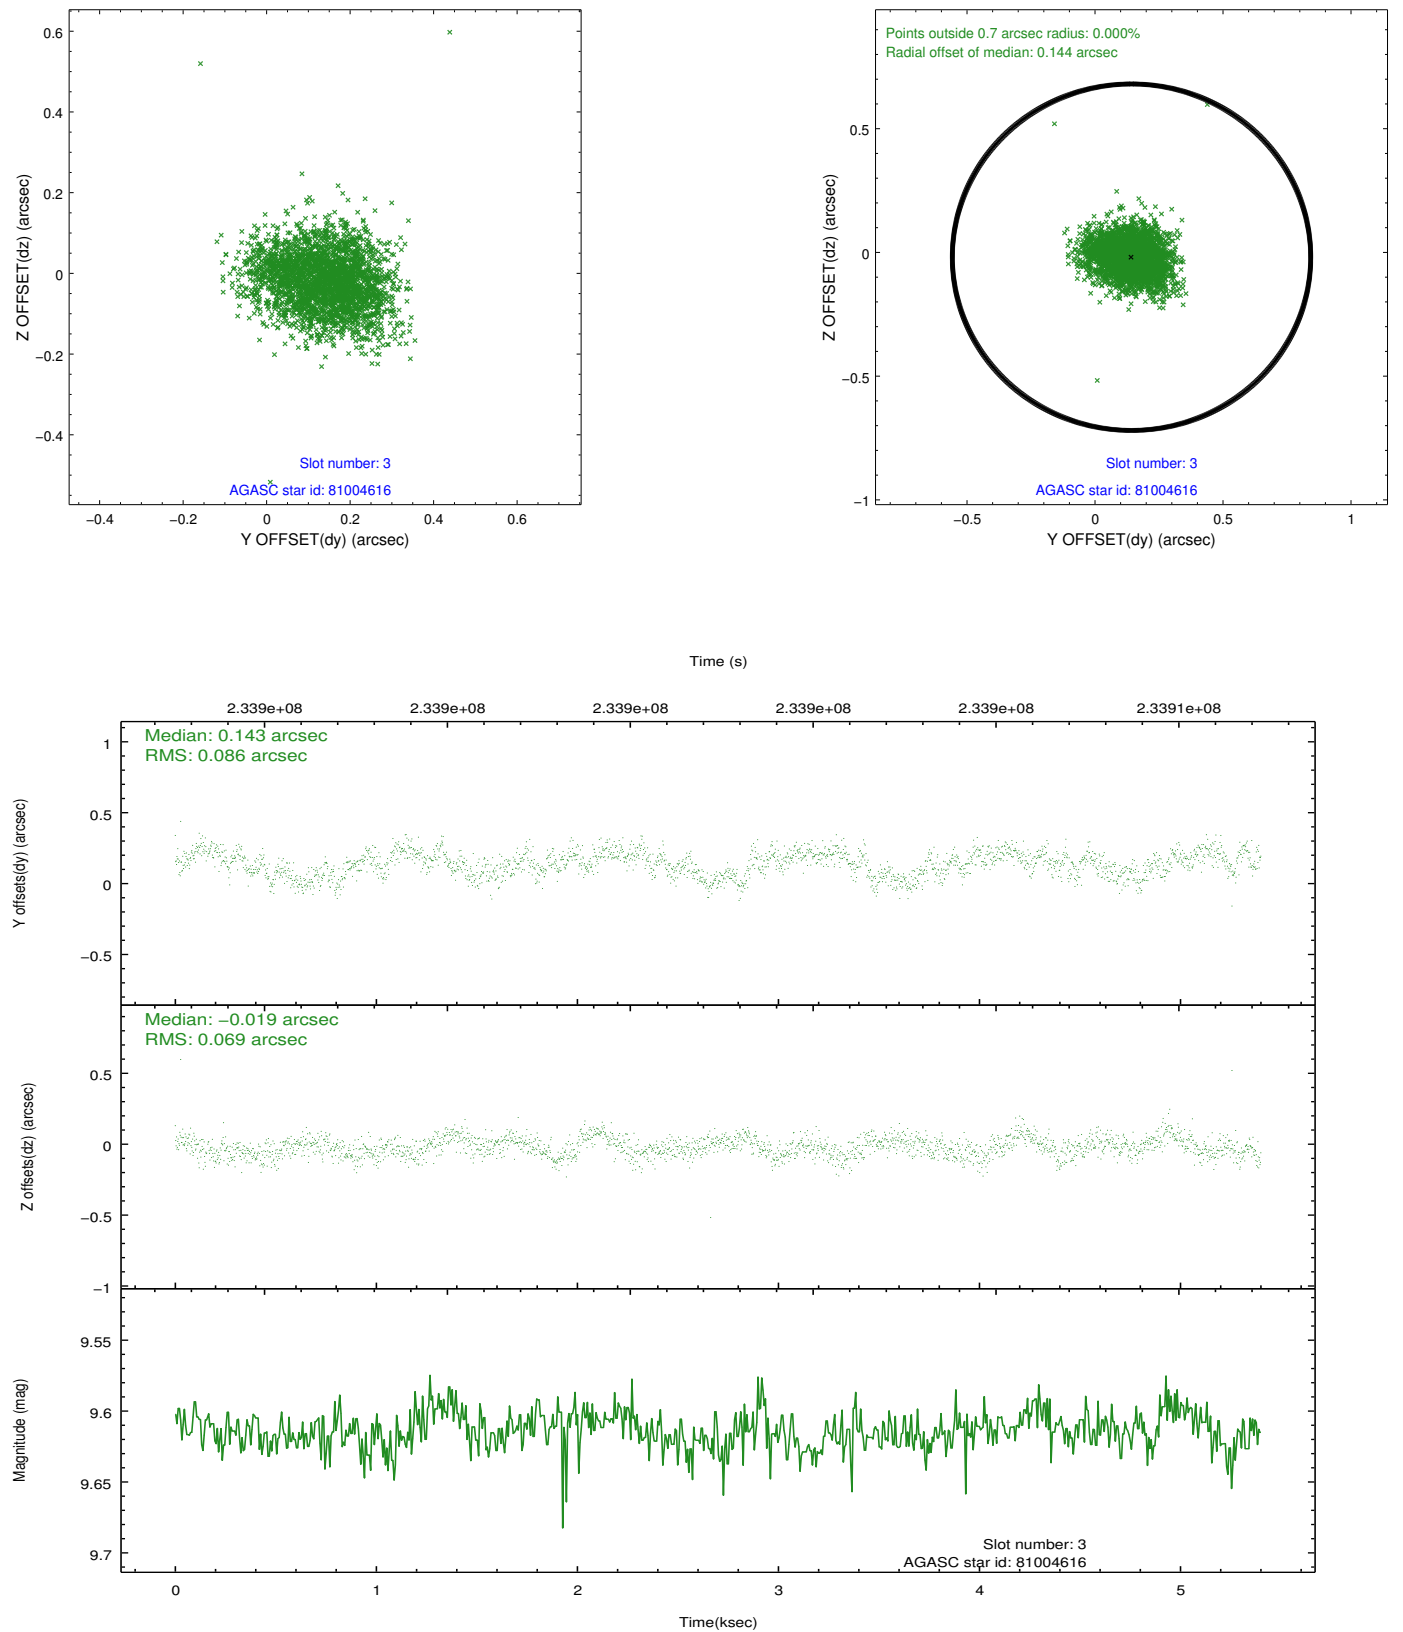 0.6
0.4
0.2
0
−0.2
−0.4
Z OFFSET(dz) (arcsec)
Slot number: 3
AGASC star id: 81004616
−0.4 −0.2 0 0.2 0.4 0.6
Y OFFSET(dy) (arcsec)
Points outside 0.7 arcsec radius: 0.000%
Radial offset of median: 0.144 arcsec
0.5
0
−0.5
−1
Z OFFSET(dz) (arcsec)
Slot number: 3
AGASC star id: 81004616
−0.5 0 0.5 1
Y OFFSET(dy) (arcsec)
Time (s)
2.339e+08 2.339e+08 2.339e+08 2.339e+08 2.339e+08 2.3391e+08
Median: 0.143 arcsec
RMS: 0.086 arcsec
1
0.5
0
−0.5
Y offsets(dy) (arcsec)
Median: −0.019 arcsec
RMS: 0.069 arcsec
0.5
0
−0.5
−1
Z offsets(dz) (arcsec)
9.55
9.6
9.65
9.7
Magnitude (mag)
Slot number: 3
AGASC star id: 81004616
0 1 2 3 4 5
Time(ksec)